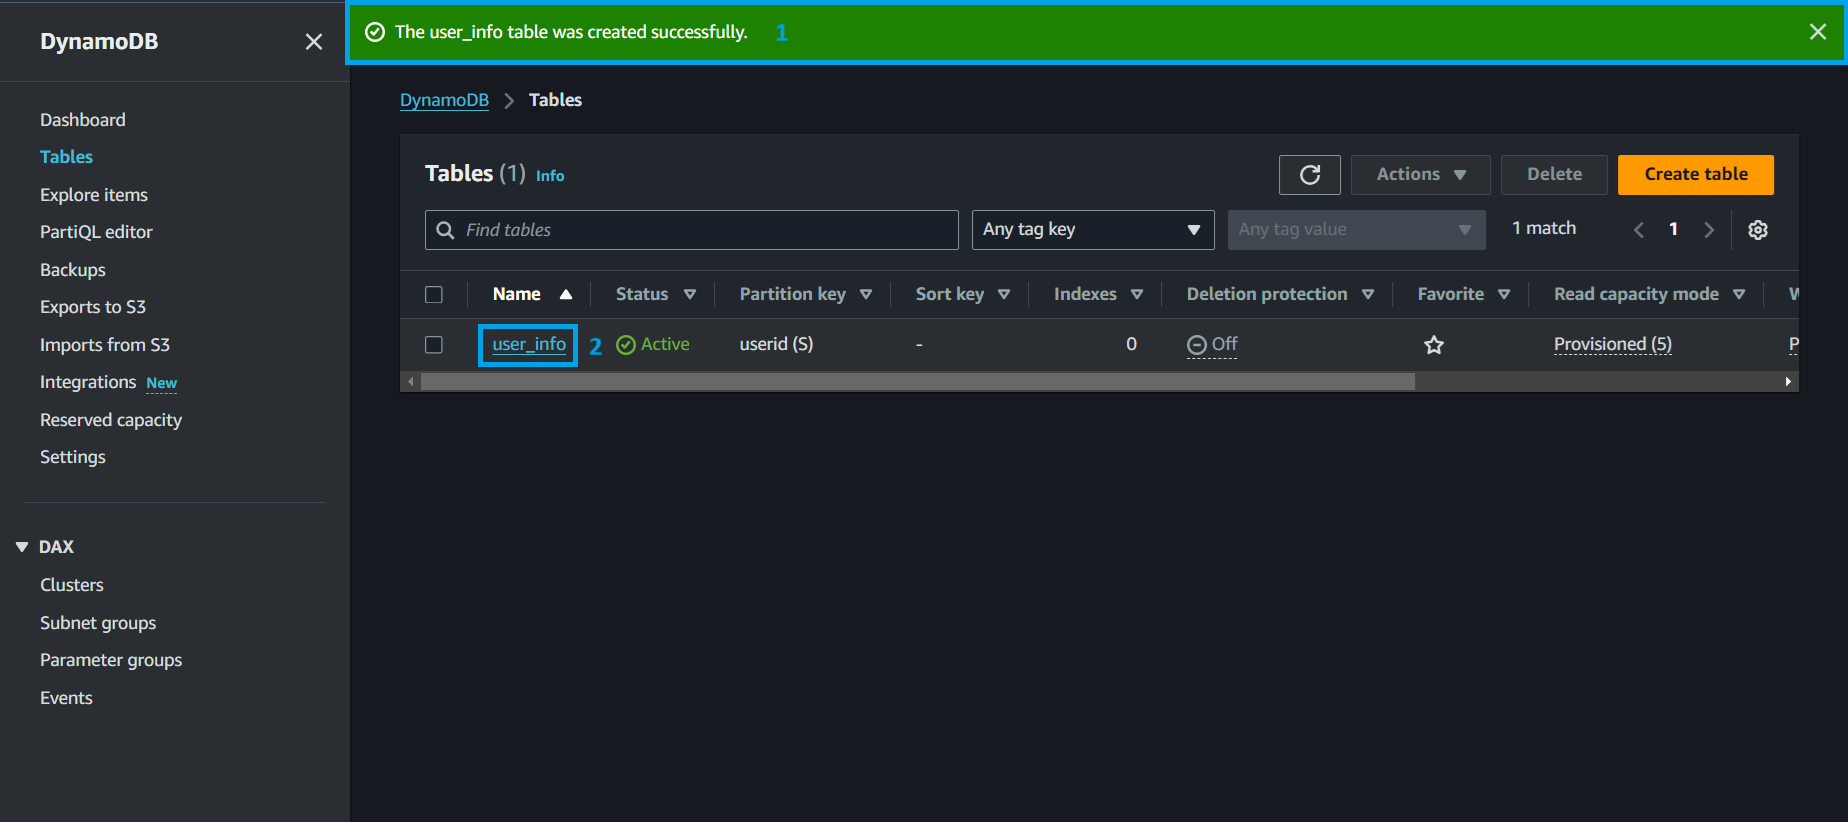 DynamoDB
Dashboard
Tables
Explore items
PartiQL editor
Backups
Exports to S3
Imports from S3
Integrations New
Reserved capacity
Settings
DAX
Clusters
Subnet groups
Parameter groups
Events
The user_info table was created successfully. 1
DynamoDB > Tables
Tables (1) Info
Actions
Delete
Create table
Find tables
Any tag key
Any tag value
1 match
1
Name Status Partition key Sort key Indexes Deletion protection Favorite Read capacity mode
user_info 2 Active userid (S) - 0 Off Provisioned (5)